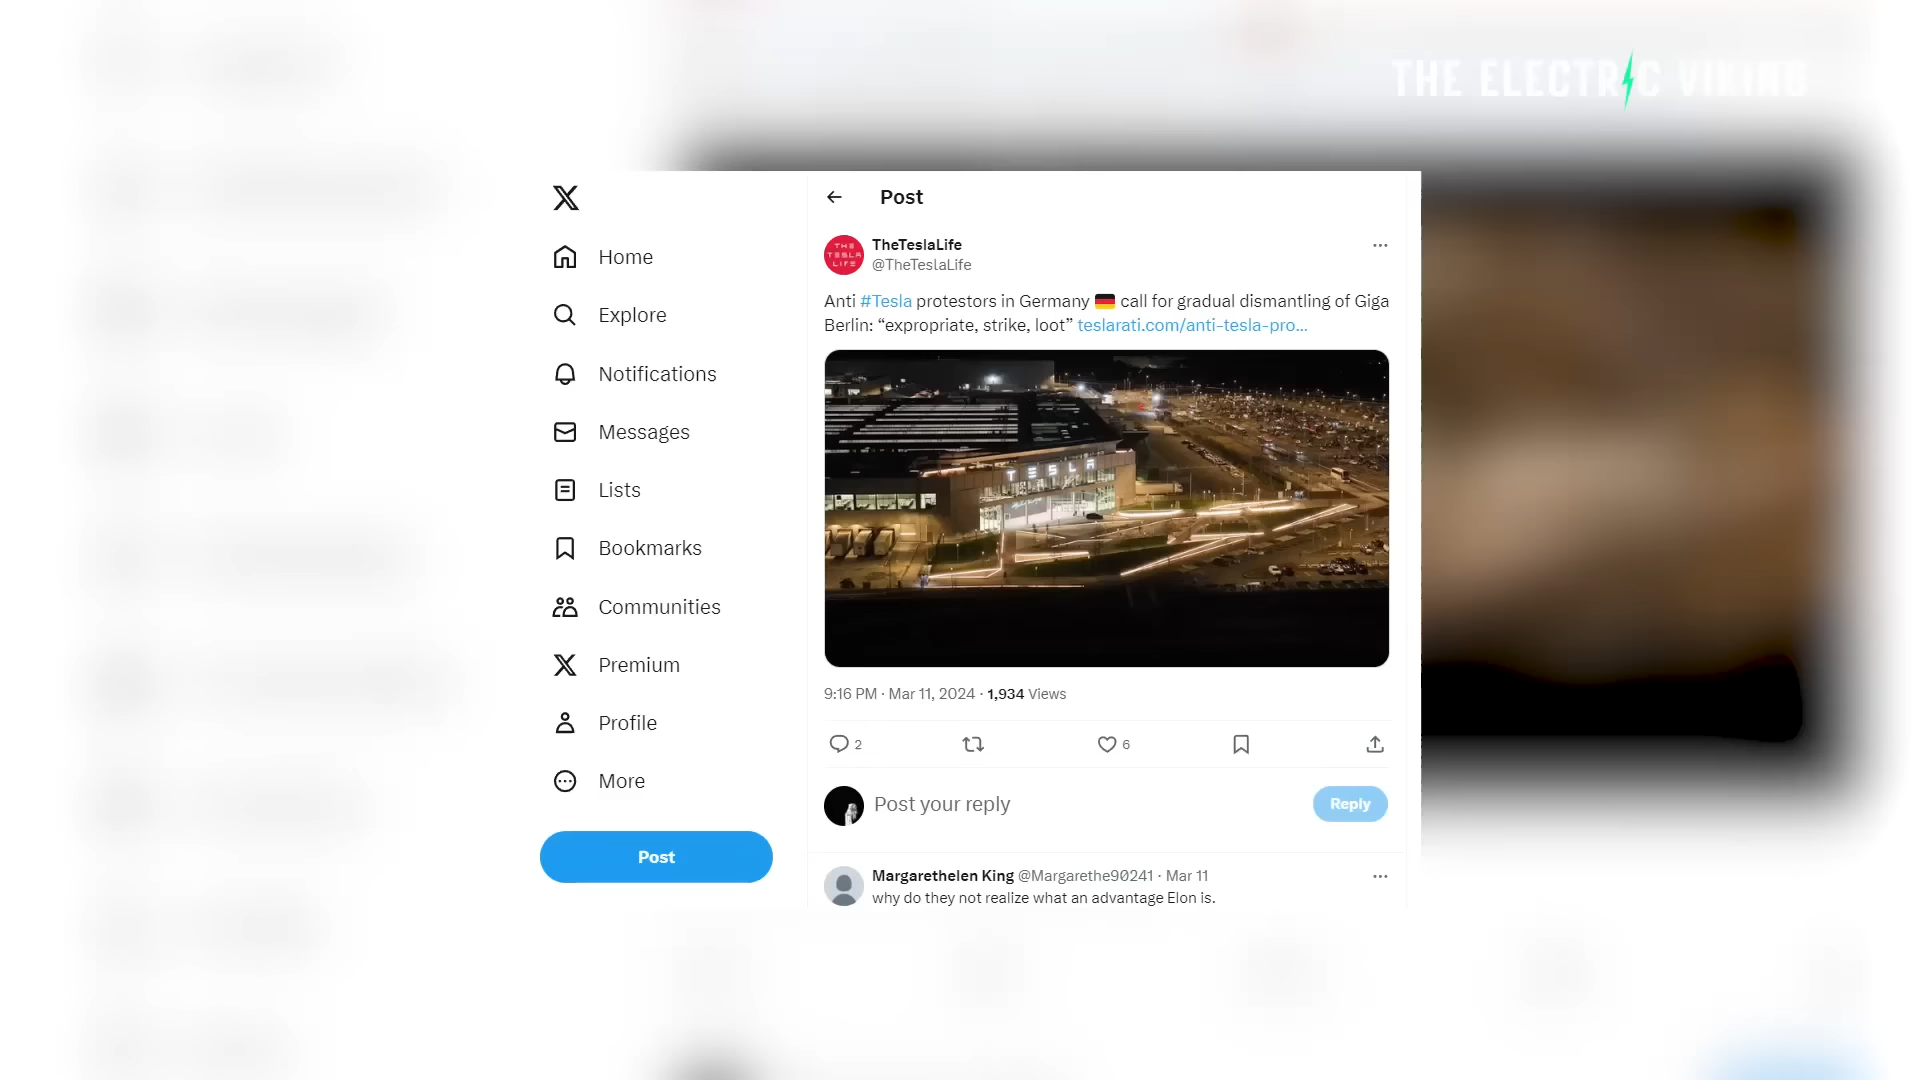 THE ELECTRIC VIKING
X
Post
Home
Explore
Notifications
Messages
Lists
Bookmarks
Communities
Premium
Profile
More
Post
THE
TESLA
LIFE
TheTeslaLife
@TheTeslaLife
Anti #Tesla protestors in Germany 🇩🇪 call for gradual dismantling of Giga
Berlin: “expropriate, strike, loot” teslarati.com/anti-tesla-pro...
TESLA
9:16 PM · Mar 11, 2024 · 1,934 Views
2
6
Post your reply
Reply
Margarethelen King @Margarethe90241 · Mar 11
why do they not realize what an advantage Elon is.